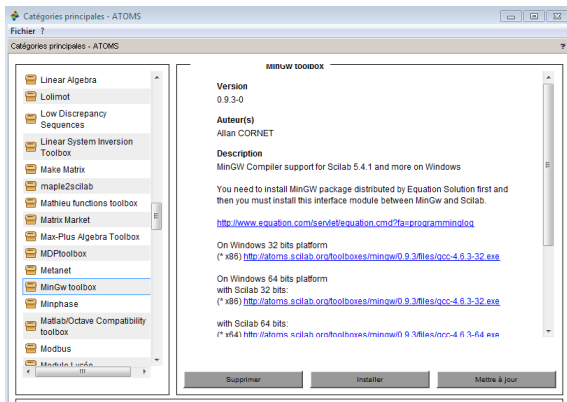 Catégories principales - ATOMS
Fichier ?
Catégories principales - ATOMS ?
Linear Algebra
Lolimot
Low Discrepancy
Sequences
Linear System Inversion
Toolbox
Make Matrix
maple2scilab
Mathieu functions toolbox
Matrix Market
Max-Plus Algebra Toolbox
MDPtoolbox
Metanet
MinGw toolbox
Minphase
Matlab/Octave Compatibility
toolbox
Modbus
Module Lycée
MinGw toolbox
Version
0.9.3-0
Auteur(s)
Allan CORNET
Description
MinGW Compiler support for Scilab 5.4.1 and more on Windows
You need to install MinGW package distributed by Equation Solution first and
then you must install this interface module between MinGw and Scilab.
http://www.equation.com/servlet/equation.cmd?fa=programminglog
On Windows 32 bits platform
(* x86) http://atoms.scilab.org/toolboxes/mingw/0.9.3/files/gcc-4.6.3-32.exe
On Windows 64 bits platform
with Scilab 32 bits:
(* x86) http://atoms.scilab.org/toolboxes/mingw/0.9.3/files/gcc-4.6.3-32.exe
with Scilab 64 bits:
(* x64) http://atoms.scilab.org/toolboxes/mingw/0.9.3/files/gcc-4.6.3-64.exe
Supprimer
Installer
Mettre à jour